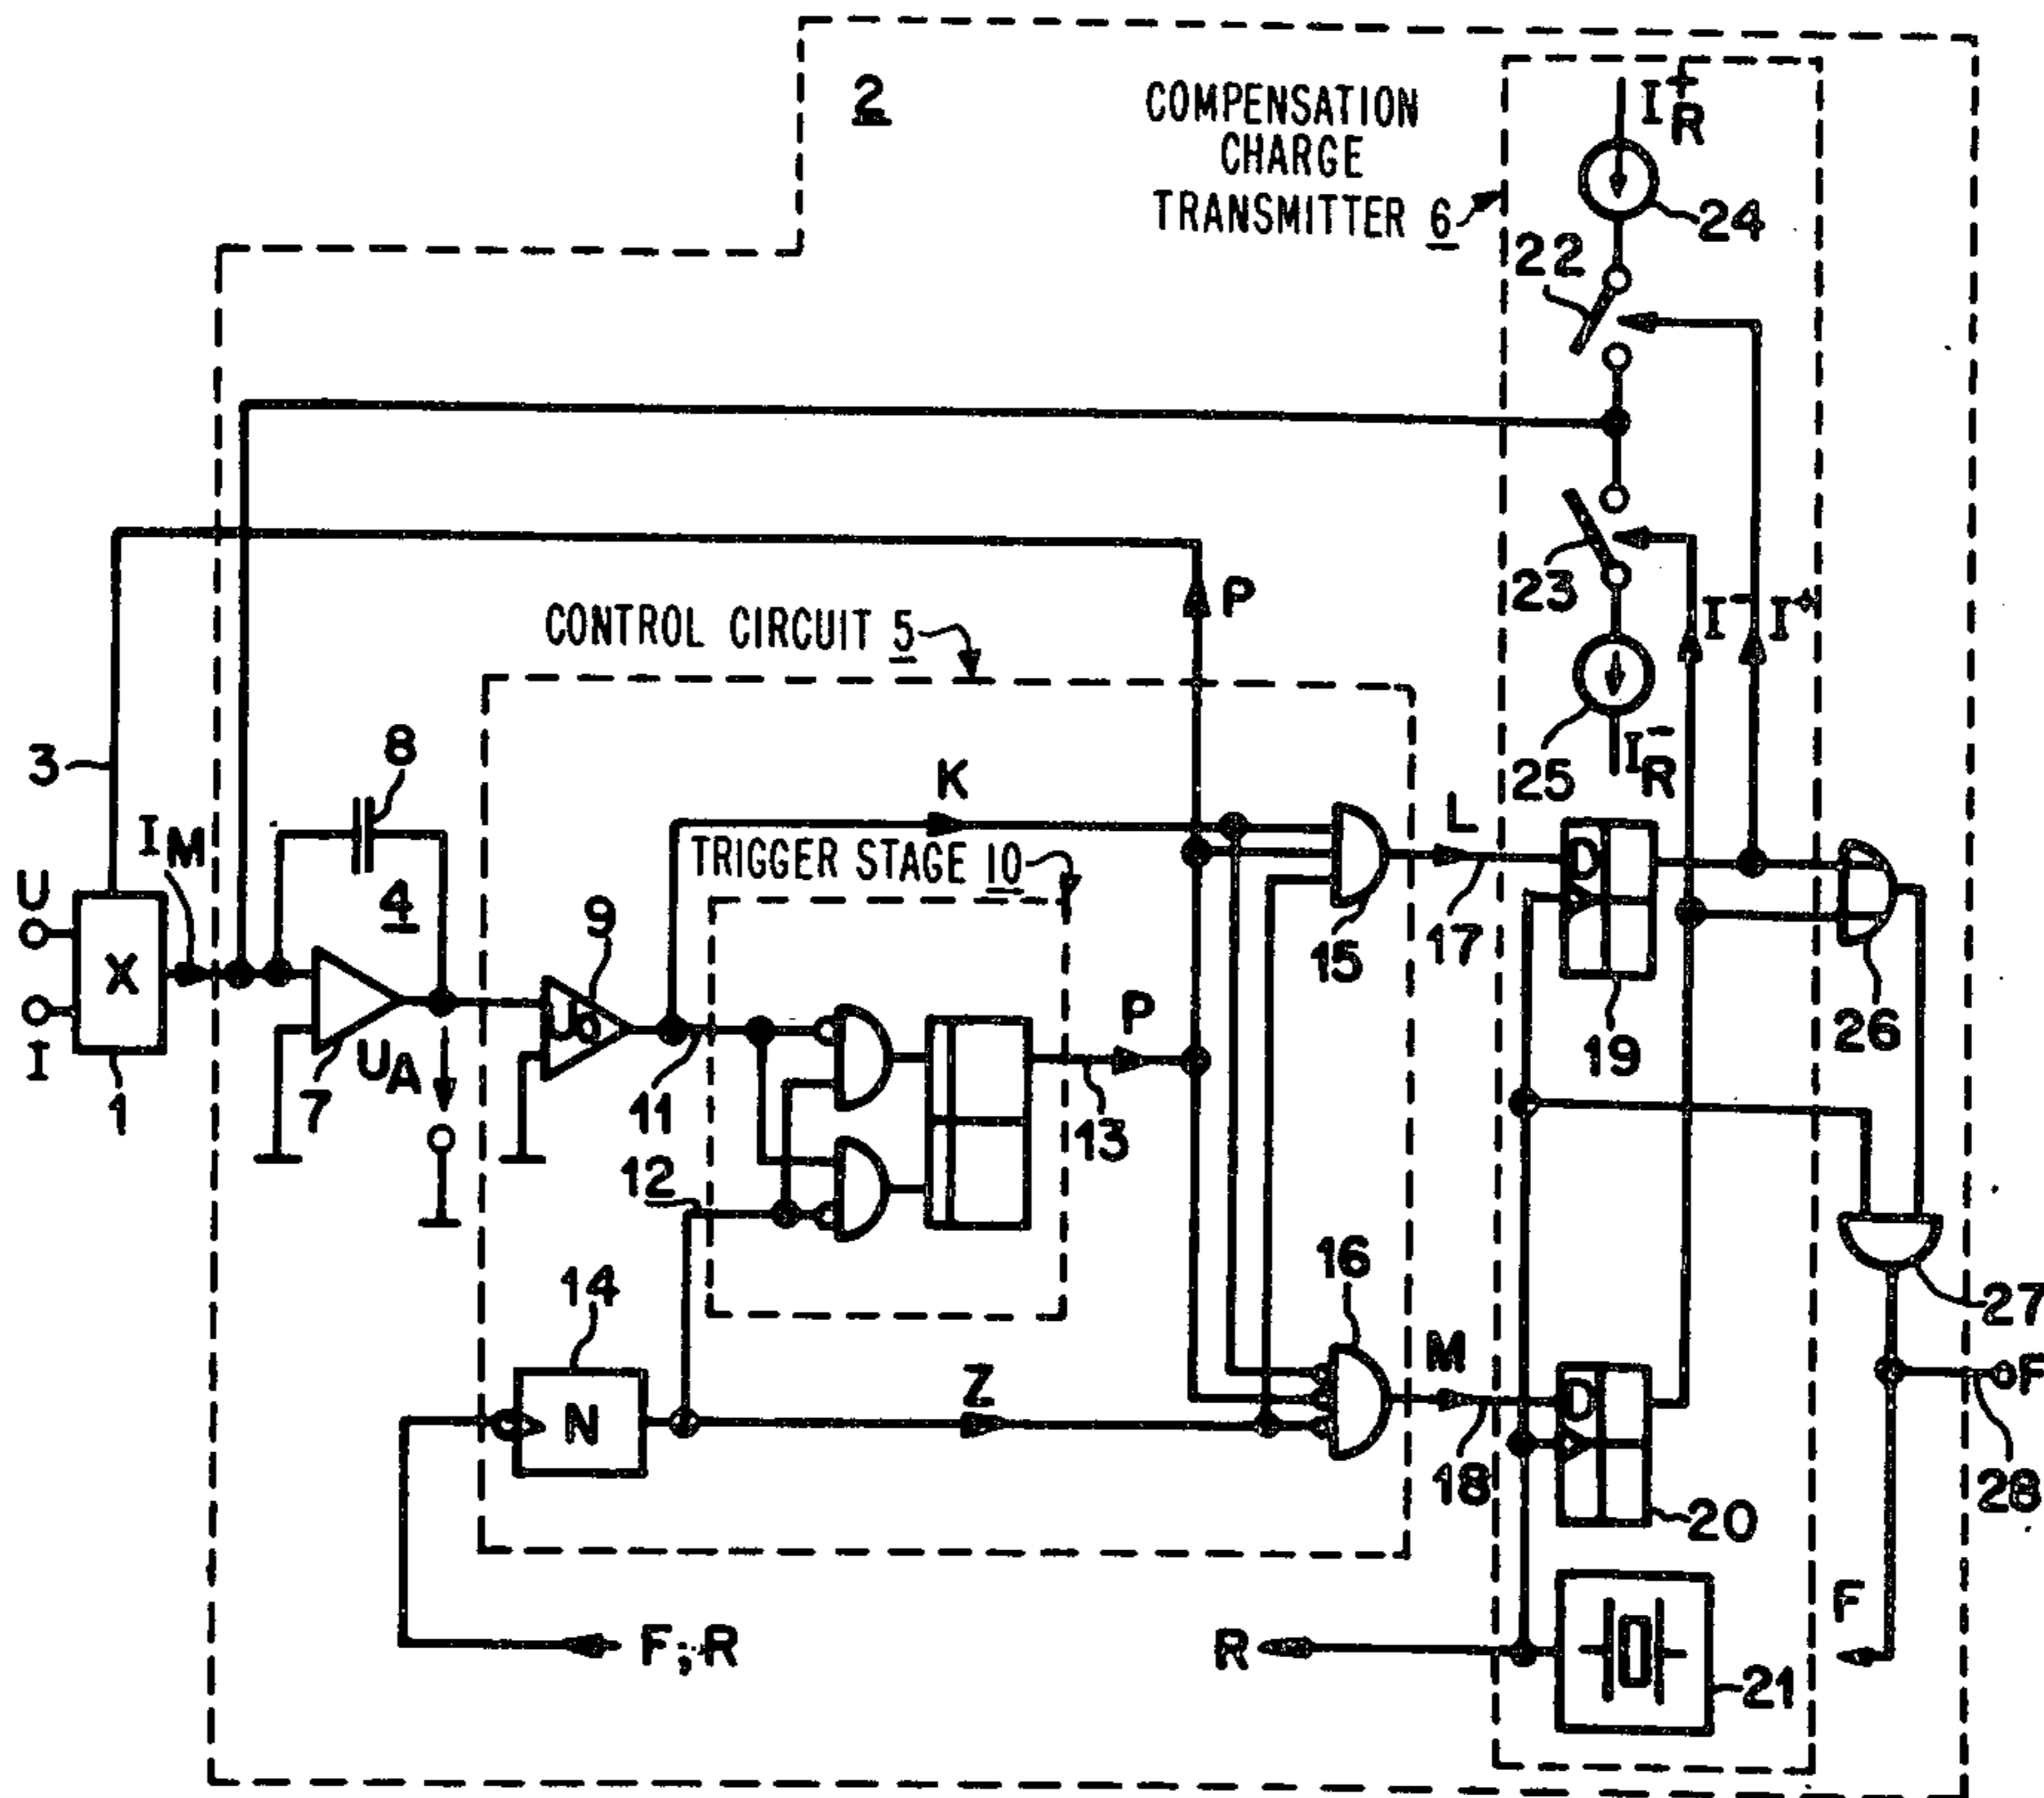 2
COMPENSATION
CHARGE
TRANSMITTER 6
I+R
24
22
23
25
I-R
I- I+
P
CONTROL CIRCUIT 5
3
8
K
L
IM
TRIGGER STAGE 10
U
4
9
D
X
15
17
I
1
7
UA
11
P
19
26
13
12
14
16
27
M
F
N
Z
D
18
20
28
F;R
R
F
21